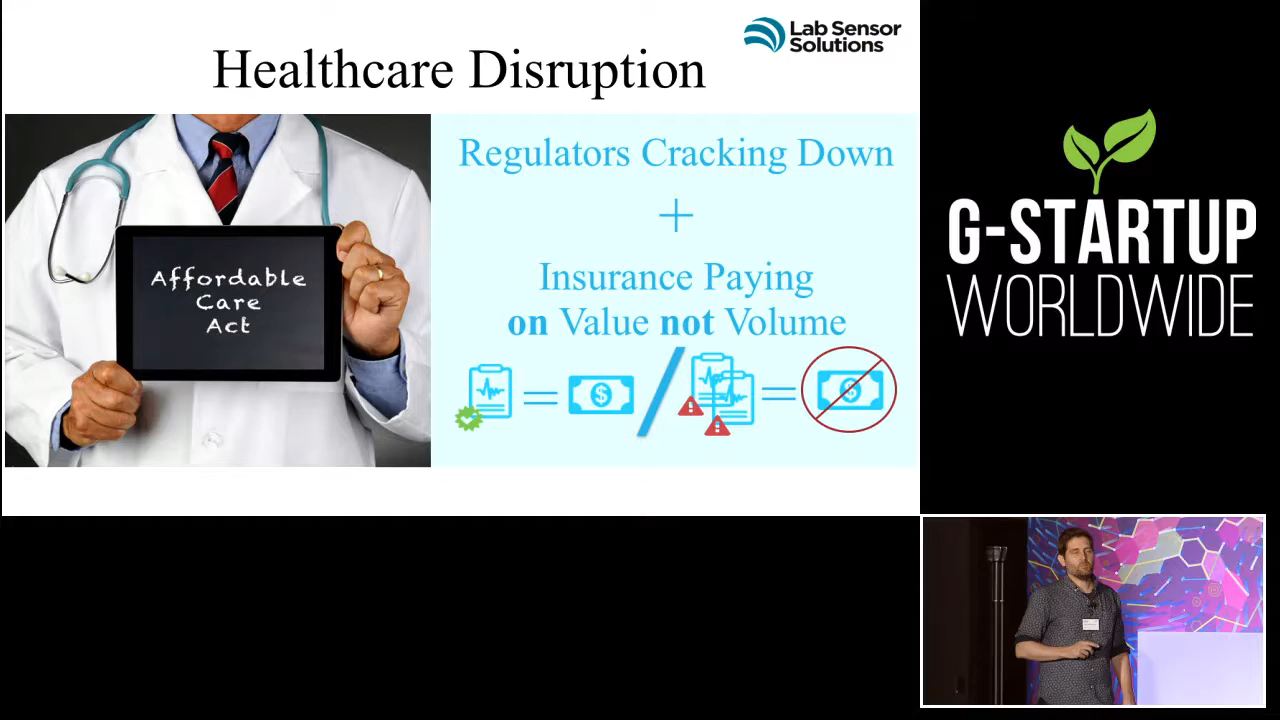 Lab Sensor
Solutions
Healthcare Disruption
Affordable
Care
Act
Regulators Cracking Down
+
Insurance Paying
on Value not Volume
= $ / = $
G-STARTUP
WORLDWIDE